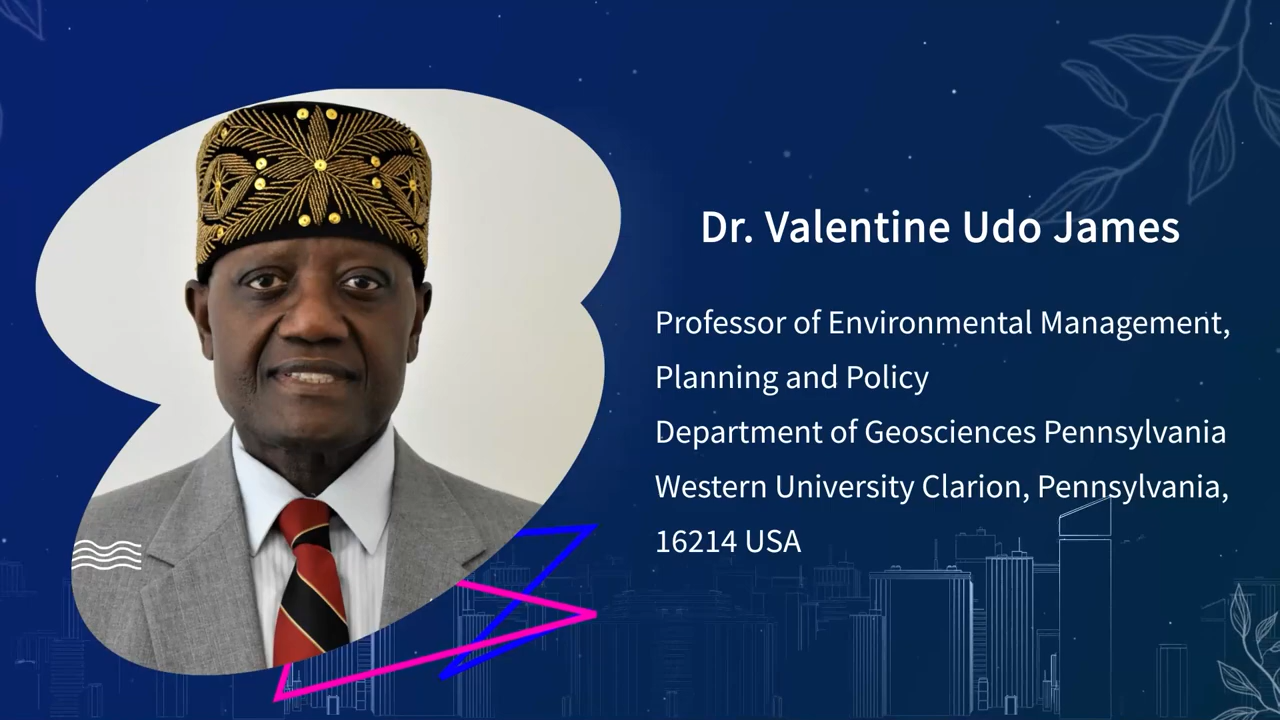 Dr. Valentine Udo James
Professor of Environmental Management,
Planning and Policy
Department of Geosciences Pennsylvania
Western University Clarion, Pennsylvania,
16214 USA